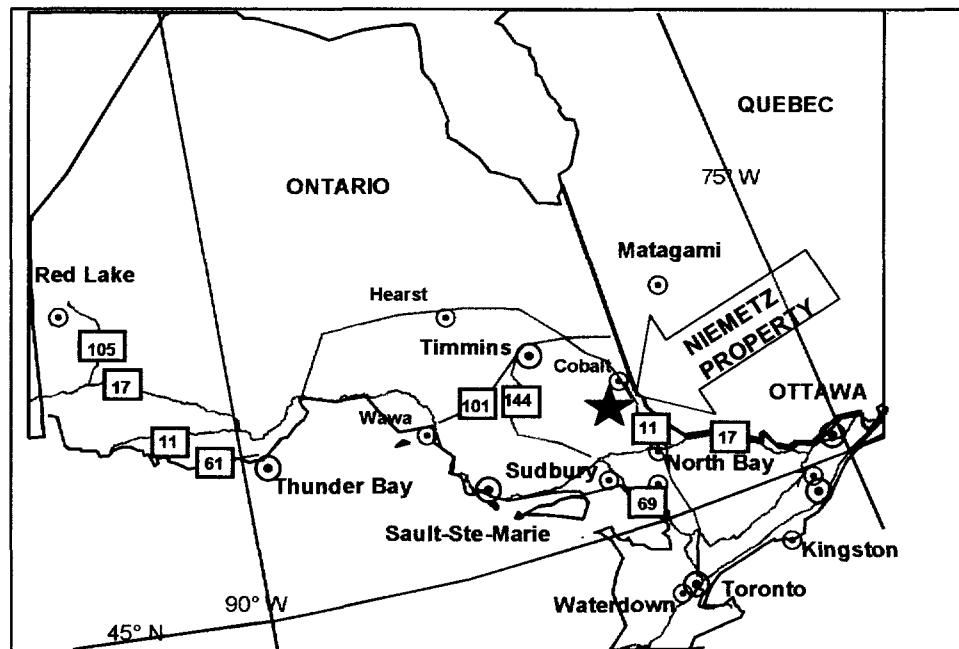 QUEBEC
75° W
ONTARIO
Matagami
Red Lake
Hearst
NIEMETZ
PROPERTY
Timmins
105
Cobalt
17
OTTAWA
101
144
Wawa
11
17
11
61
Sudbury
North Bay
Thunder Bay
69
Sault-Ste-Marie
Kingston
90° W
Waterdown
Toronto
45° N